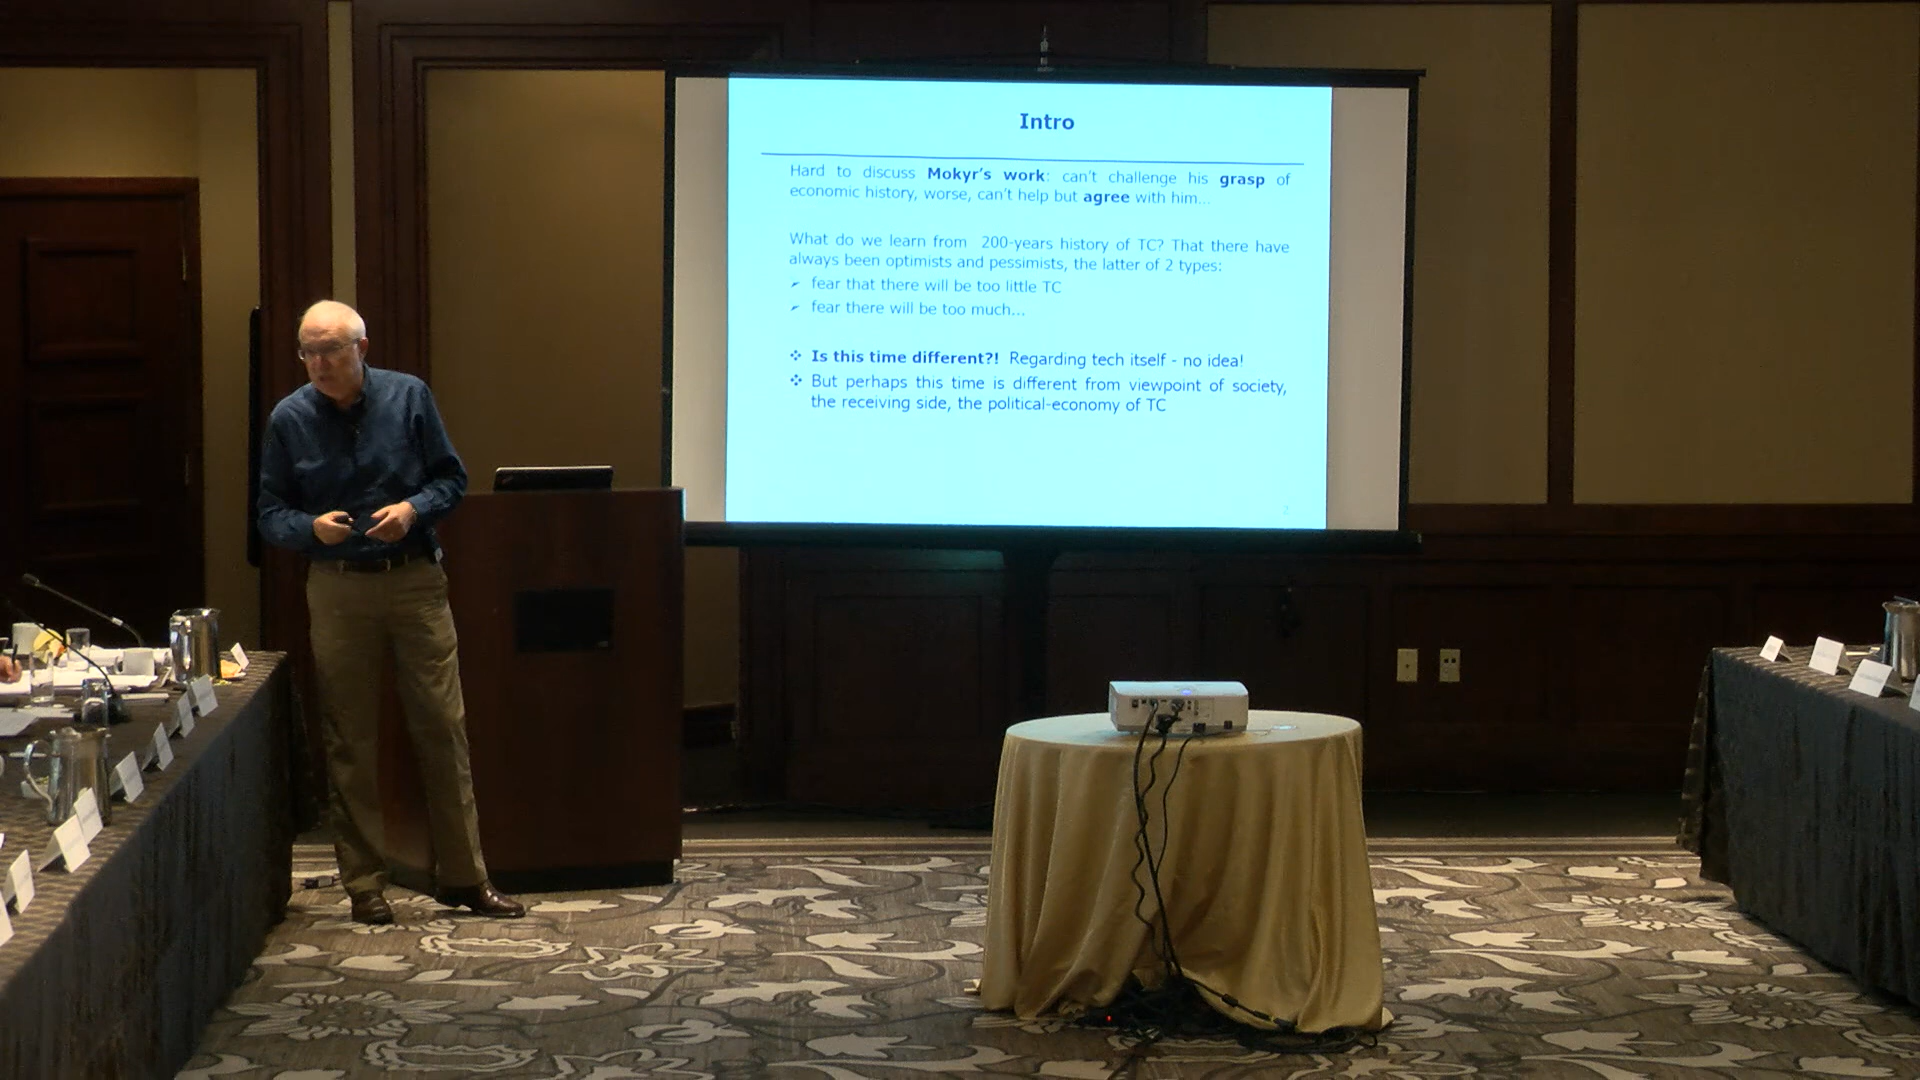 Intro
Hard to discuss Mokyr's work: can't challenge his grasp of
economic history, worse, can't help but agree with him...
What do we learn from 200-years history of TC? That there have
always been optimists and pessimists, the latter of 2 types:
fear that there will be too little TC
fear there will be too much...
Is this time different?! Regarding tech itself - no idea!
But perhaps this time is different from viewpoint of society,
the receiving side, the political-economy of TC
2